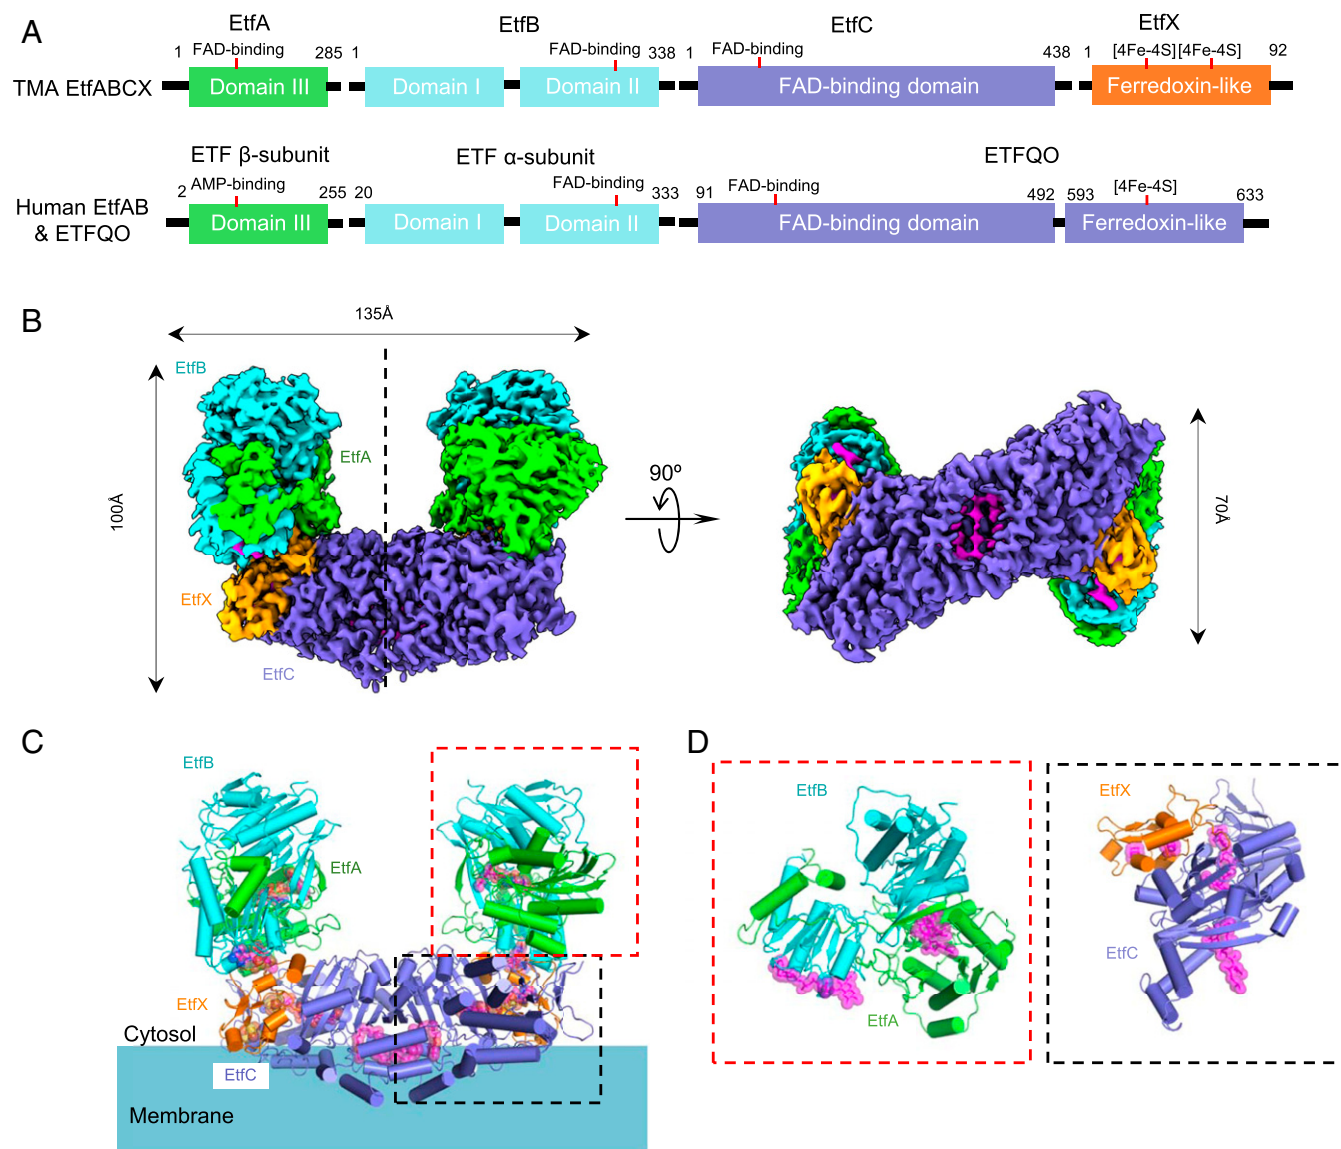 A
EtfA EtfB EtfC EtfX
1 FAD-binding 285 1 FAD-binding 338 1 FAD-binding 438 1 [4Fe-4S] [4Fe-4S] 92
TMA EtfABCX Domain III Domain I Domain II FAD-binding domain Ferredoxin-like
ETF β-subunit ETF α-subunit ETFQO
2 AMP-binding 255 20 FAD-binding 333 91 FAD-binding 492 593 [4Fe-4S] 633
Human EtfAB
& ETFQO
Domain III Domain I Domain II FAD-binding domain Ferredoxin-like
B
135Å
EtfB
EtfA
100Å
90º
70Å
EtfX
EtfC
C
EtfB
EtfA
EtfX
Cytosol
EtfC
Membrane
D
EtfB
EtfA
EtfX
EtfC